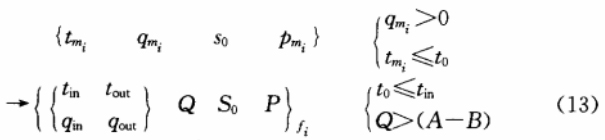 {t_{m_i} q_{m_i} s_0 p_{m_i}} { q_{m_i}>0
t_{m_i}≤t_0
→{ { t_in t_out
q_in q_out } Q S_0 P }_{f_i} { t_0≤t_in
Q>(A−B) (13)